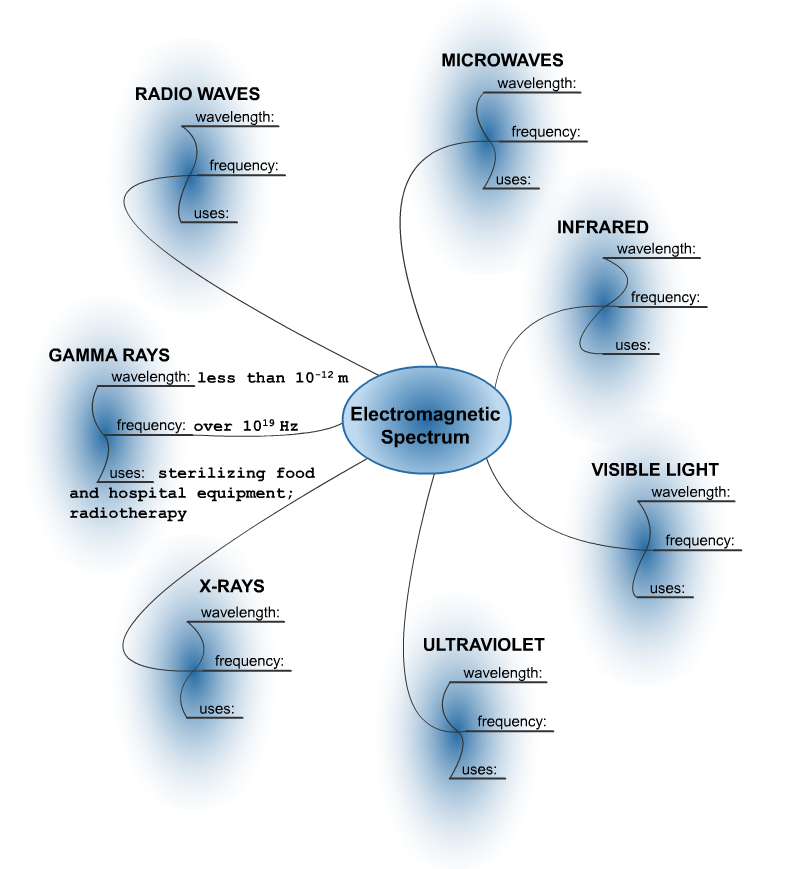 MICROWAVES
wavelength:
frequency:
uses:
RADIO WAVES
wavelength:
frequency:
uses:
INFRARED
wavelength:
frequency:
uses:
GAMMA RAYS
wavelength: less than 10⁻¹² m
frequency: over 10¹⁹ Hz
uses: sterilizing food
and hospital equipment;
radiotherapy
Electromagnetic
Spectrum
VISIBLE LIGHT
wavelength:
frequency:
uses:
X-RAYS
wavelength:
frequency:
uses:
ULTRAVIOLET
wavelength:
frequency:
uses: